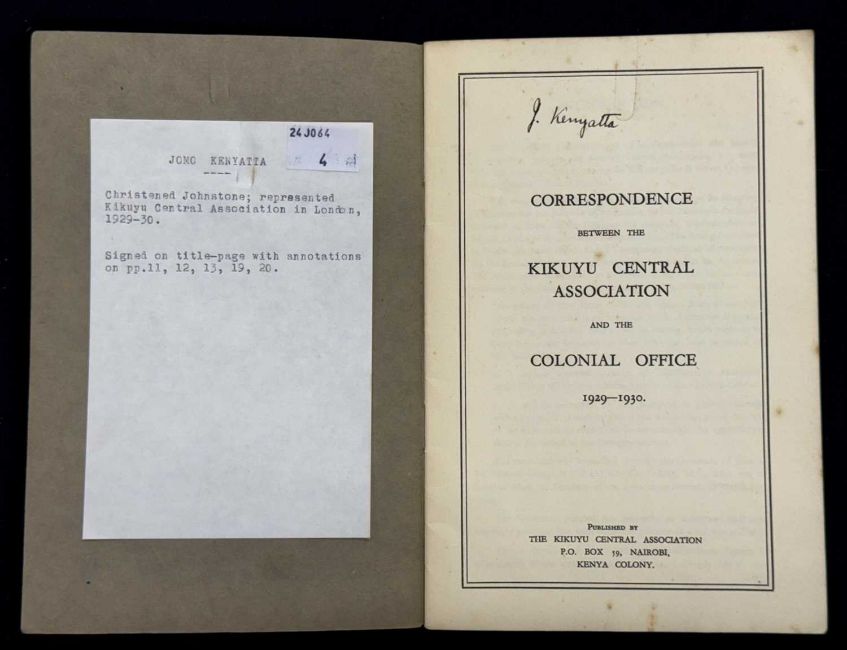 24J064
4
JOMO KENYATTA
----
Christened Johnstone; represented
Kikuyu Central Association in London,
1929-30.
Signed on title-page with annotations
on pp.11, 12, 13, 19, 20.
J. Kenyatta
CORRESPONDENCE
BETWEEN THE
KIKUYU CENTRAL
ASSOCIATION
AND THE
COLONIAL OFFICE
1929—1930.
PUBLISHED BY
THE KIKUYU CENTRAL ASSOCIATION
P.O. BOX 59, NAIROBI,
KENYA COLONY.